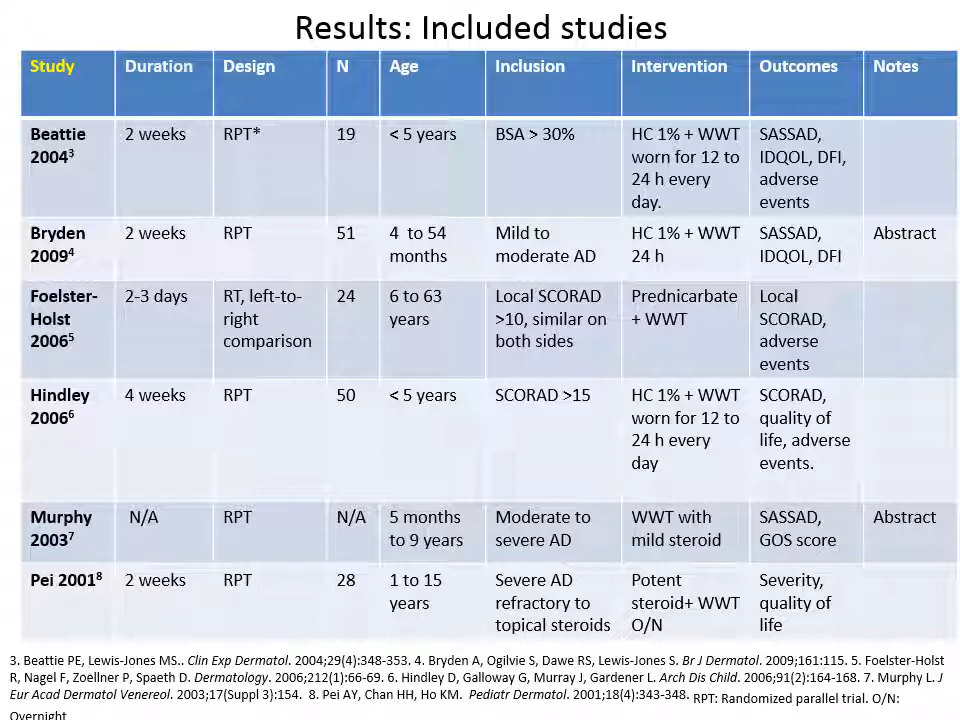 Results: Included studies
Study Duration Design N Age Inclusion Intervention Outcomes Notes
Beattie 2 weeks RPT* 19 < 5 years BSA > 30% HC 1% + WWT SASSAD,
2004³ worn for 12 to IDQOL, DFI,
24 h every adverse
day. events
Bryden 2 weeks RPT 51 4 to 54 Mild to HC 1% + WWT SASSAD, Abstract
2009⁴ months moderate AD 24 h IDQOL, DFI
Foelster- 2-3 days RT, left-to- 24 6 to 63 Local SCORAD Prednicarbate Local
Holst right years >10, similar on + WWT SCORAD,
2006⁵ comparison both sides adverse
events
Hindley 4 weeks RPT 50 < 5 years SCORAD >15 HC 1% + WWT SCORAD,
2006⁶ worn for 12 to quality of
24 h every life, adverse
day events.
Murphy N/A RPT N/A 5 months Moderate to WWT with SASSAD, Abstract
2003⁷ to 9 years severe AD mild steroid GOS score
Pei 2001⁸ 2 weeks RPT 28 1 to 15 Severe AD Potent Severity,
years refractory to steroid+ WWT quality of
topical steroids O/N life
3. Beattie PE, Lewis-Jones MS.. Clin Exp Dermatol. 2004;29(4):348-353. 4. Bryden A, Ogilvie S, Dawe RS, Lewis-Jones S. Br J Dermatol. 2009;161:115. 5. Foelster-Holst
R, Nagel F, Zoellner P, Spaeth D. Dermatology. 2006;212(1):66-69. 6. Hindley D, Galloway G, Murray J, Gardener L. Arch Dis Child. 2006;91(2):164-168. 7. Murphy L. J
Eur Acad Dermatol Venereol. 2003;17(Suppl 3):154. 8. Pei AY, Chan HH, Ho KM. Pediatr Dermatol. 2001;18(4):343-348. RPT: Randomized parallel trial. O/N:
Overnight